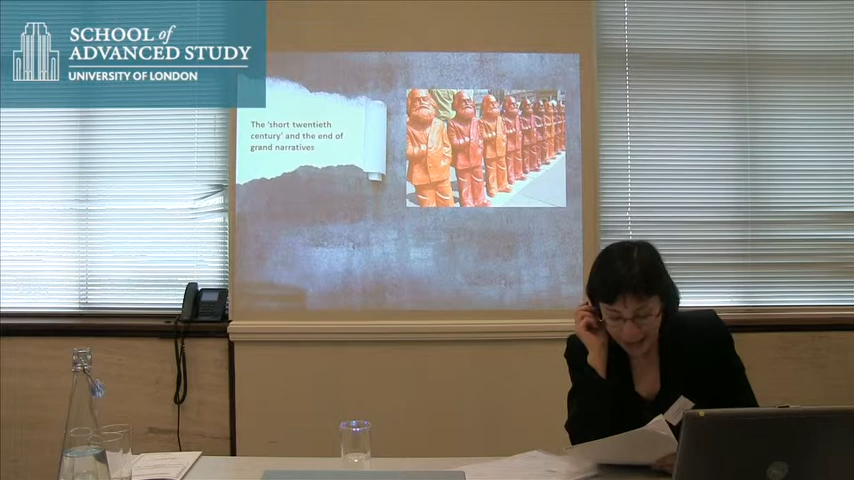 SCHOOL of
ADVANCED STUDY
UNIVERSITY OF LONDON
The 'short twentieth
century' and the end of
grand narratives